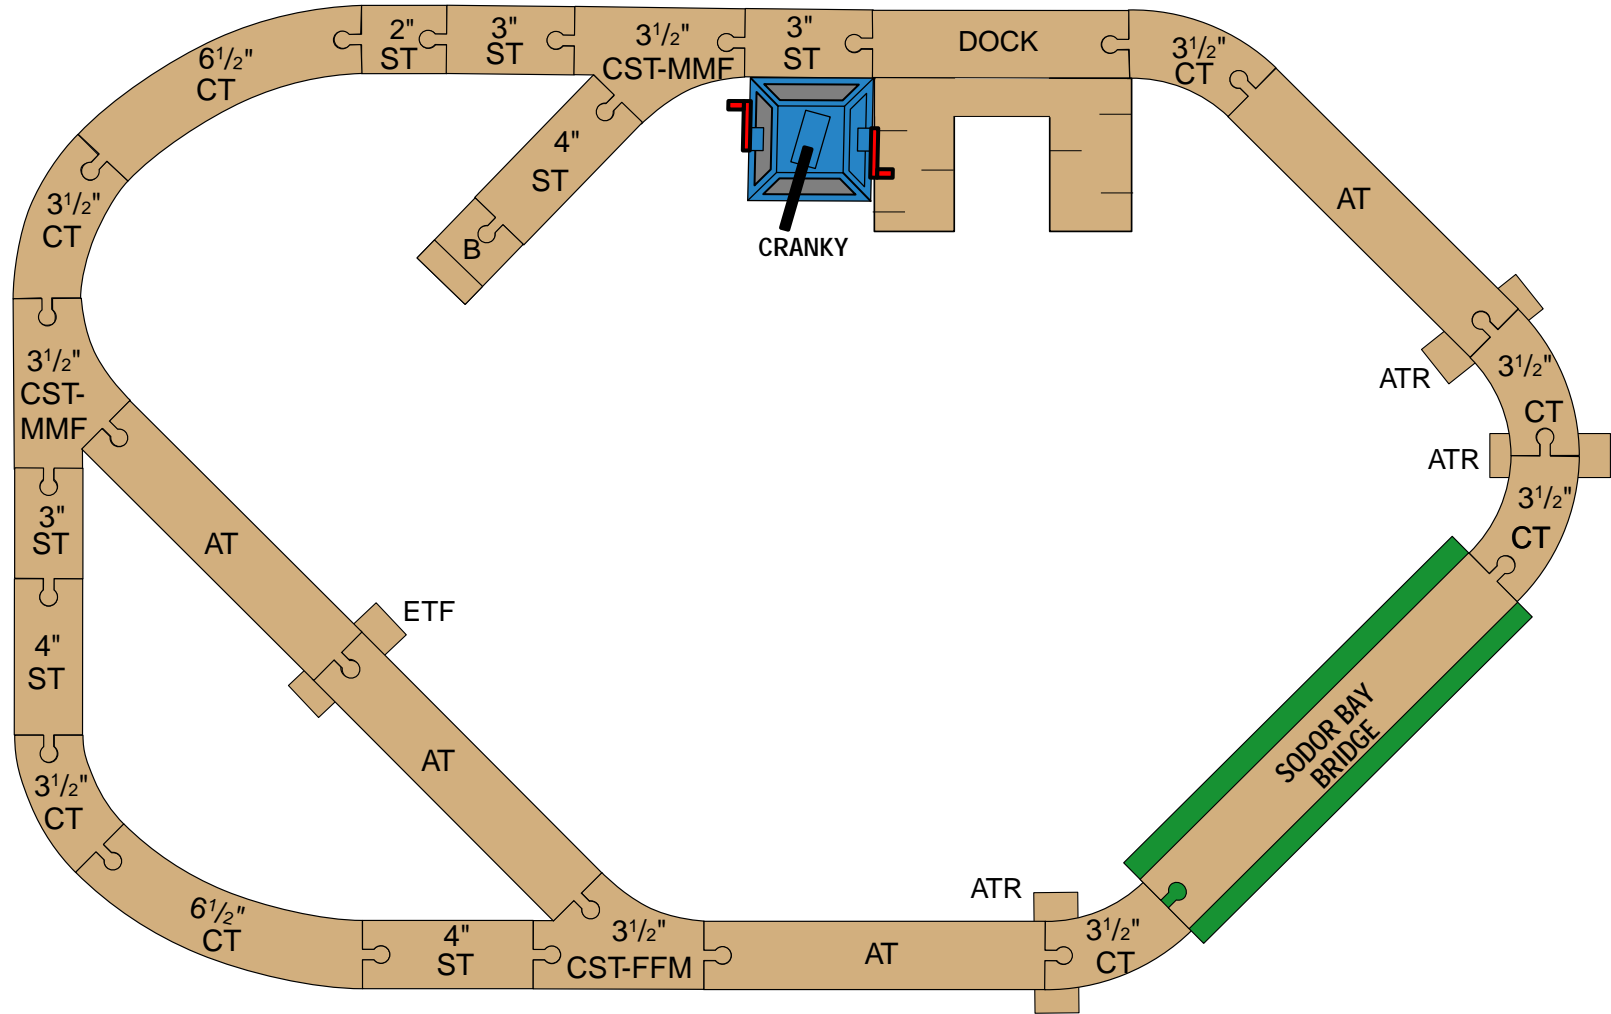 2"
ST
3"
ST
3½"
CST-MMF
3"
ST
DOCK
3½"
CT
6½"
CT
4"
ST
B
CRANKY
AT
3½"
CT
3½"
CST-
MMF
ATR
3½"
CT
ATR
3½"
CT
3"
ST
AT
ETF
4"
ST
AT
SODOR BAY
BRIDGE
3½"
CT
6½"
CT
4"
ST
3½"
CST-FFM
AT
ATR
3½"
CT